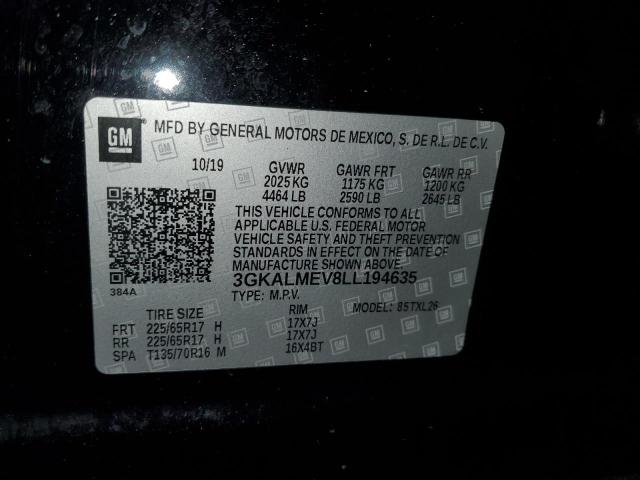 GM MFD BY GENERAL MOTORS DE MEXICO, S. DE R.L. DE C.V.
10/19 GVWR GAWR FRT GAWR RR
2025 KG 1175 KG 1200 KG
4464 LB 2590 LB 2645 LB
THIS VEHICLE CONFORMS TO ALL
APPLICABLE U.S. FEDERAL MOTOR
VEHICLE SAFETY AND THEFT PREVENTION
STANDARDS IN EFFECT ON THE DATE OF
MANUFACTURE SHOWN ABOVE.
3GKALMEV8LL194635
384A TYPE: M.P.V. MODEL: 85TXL26
TIRE SIZE RIM
FRT 225/65R17 H 17X7J
RR 225/65R17 H 17X7J
SPA T135/70R16 M 16X4BT